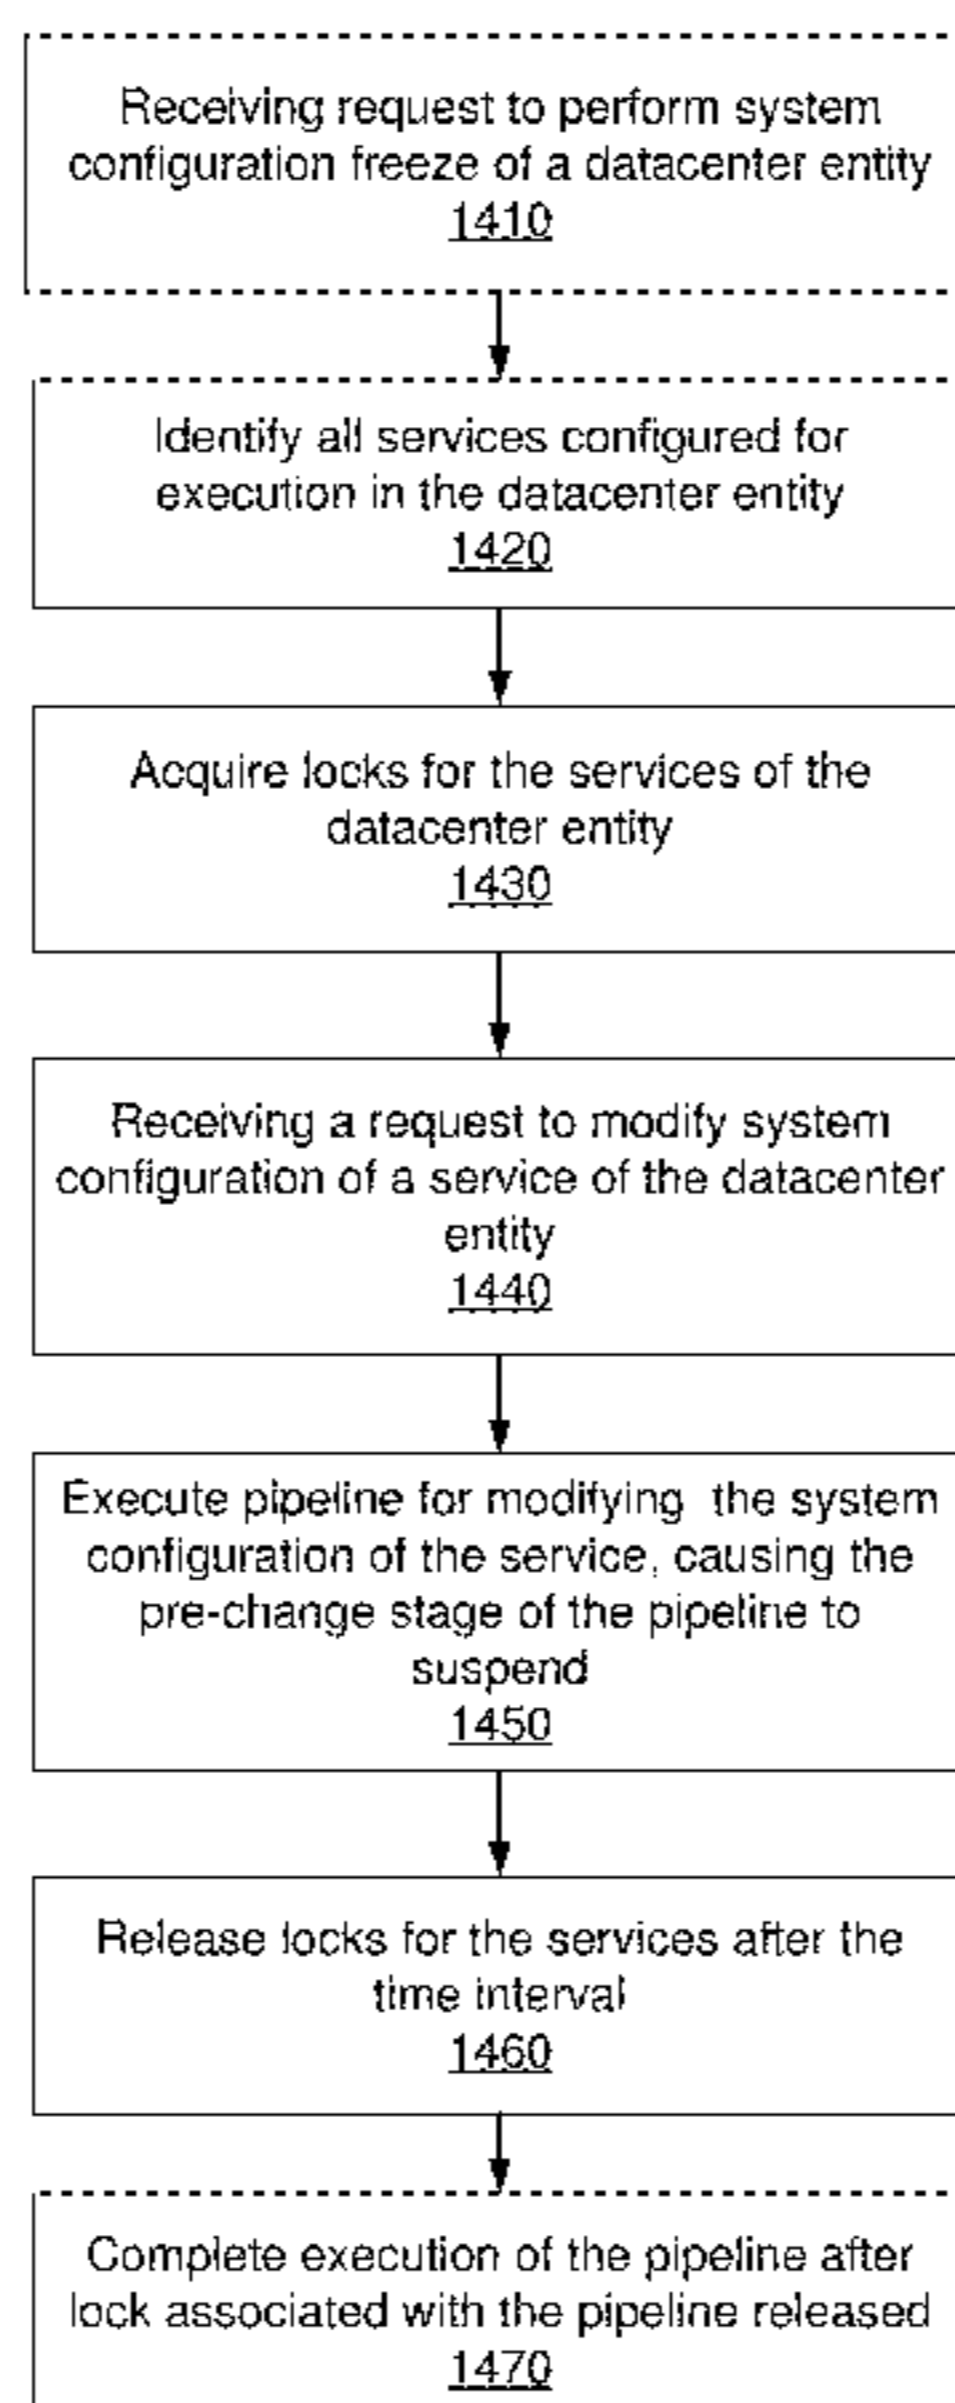 Receiving request to perform system
configuration freeze of a datacenter entity
1410
Identify all services configured for
execution in the datacenter entity
1420
Acquire locks for the services of the
datacenter entity
1430
Receiving a request to modify system
configuration of a service of the datacenter
entity
1440
Execute pipeline for modifying the system
configuration of the service, causing the
pre-change stage of the pipeline to
suspend
1450
Release locks for the services after the
time interval
1460
Complete execution of the pipeline after
lock associated with the pipeline released
1470